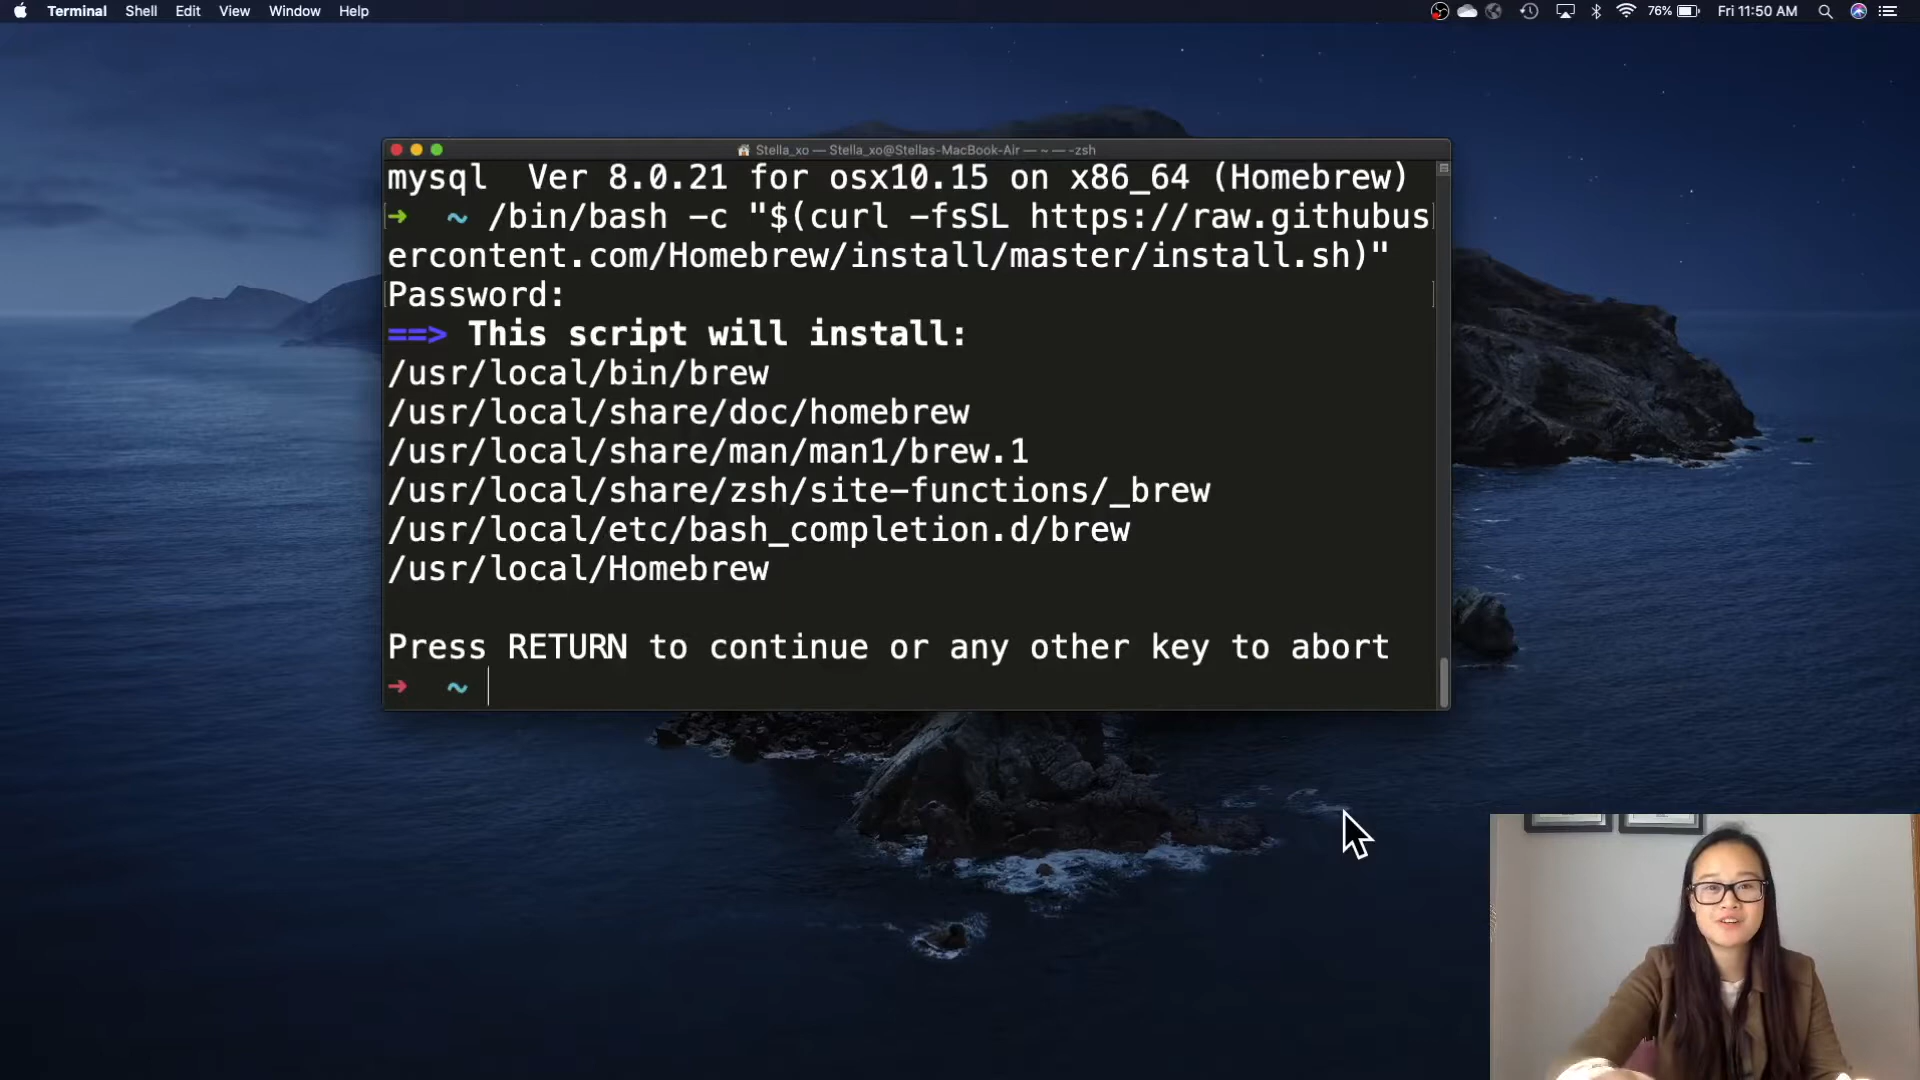 Terminal Shell Edit View Window Help 76% Fri 11:50 AM
Stella_xo — Stella_xo@Stellas-MacBook-Air — ~ — -zsh
mysql  Ver 8.0.21 for osx10.15 on x86_64 (Homebrew)
➜  ~ /bin/bash -c "$(curl -fsSL https://raw.githubus
ercontent.com/Homebrew/install/master/install.sh)"
Password:
==> This script will install:
/usr/local/bin/brew
/usr/local/share/doc/homebrew
/usr/local/share/man/man1/brew.1
/usr/local/share/zsh/site-functions/_brew
/usr/local/etc/bash_completion.d/brew
/usr/local/Homebrew
Press RETURN to continue or any other key to abort
➜  ~